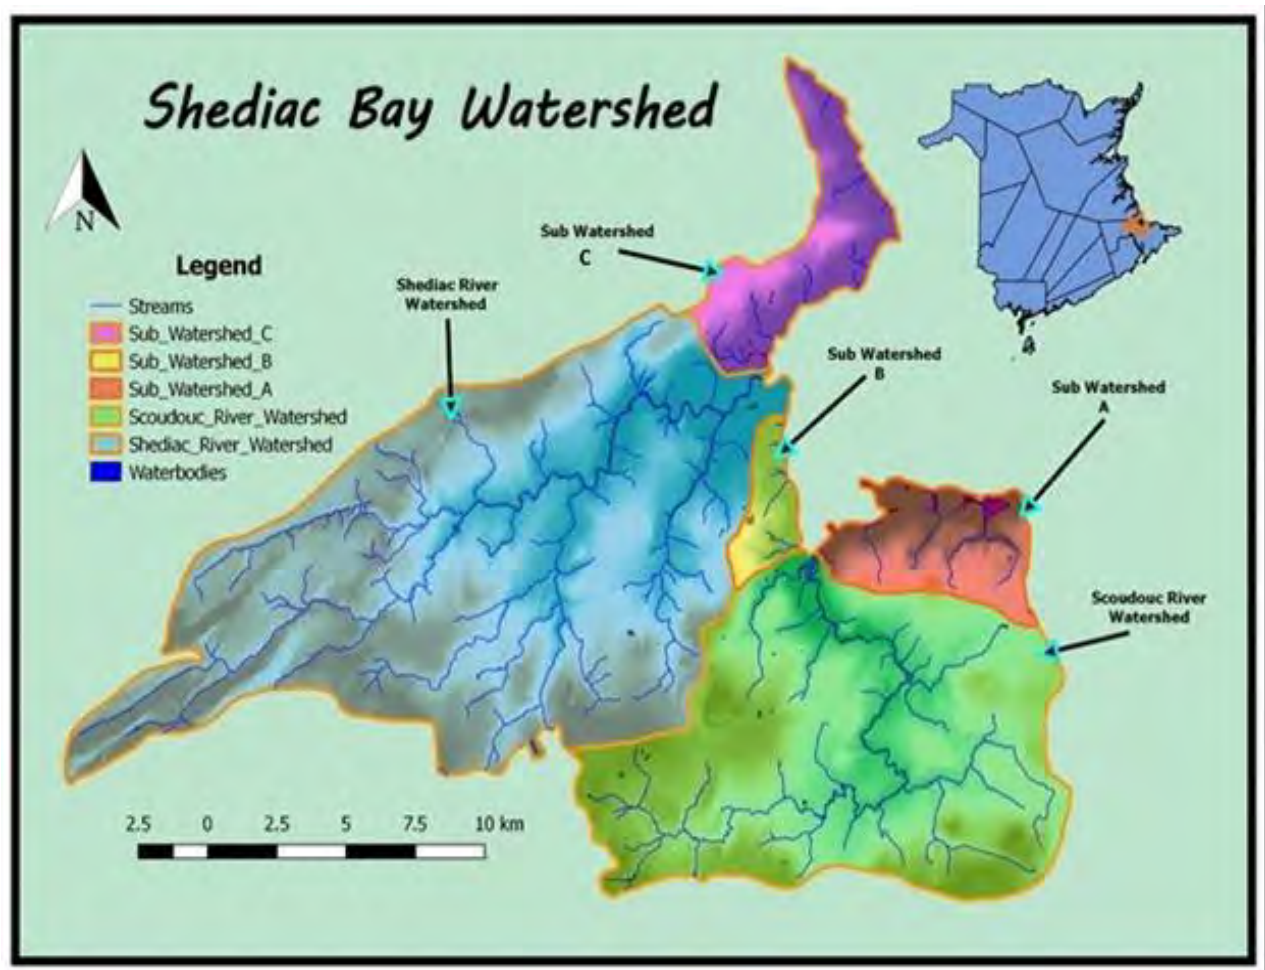 Shediac Bay Watershed
N
Legend
Streams
Sub_Watershed_C
Sub_Watershed_B
Sub_Watershed_A
Scoudouc_River_Watershed
Shediac_River_Watershed
Waterbodies
Shediac River
Watershed
Sub Watershed
C
Sub Watershed
B
Sub Watershed
A
Scoudouc River
Watershed
2.5 0 2.5 5 7.5 10 km